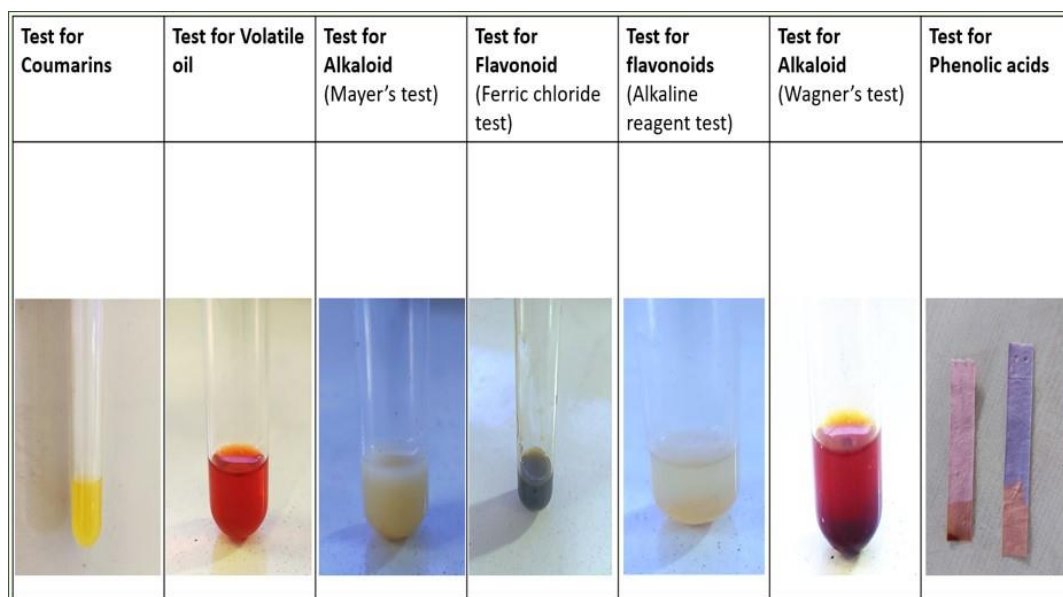 Test for
Coumarins
Test for Volatile
oil
Test for
Alkaloid
(Mayer’s test)
Test for
Flavonoid
(Ferric chloride
test)
Test for
flavonoids
(Alkaline
reagent test)
Test for
Alkaloid
(Wagner’s test)
Test for
Phenolic acids